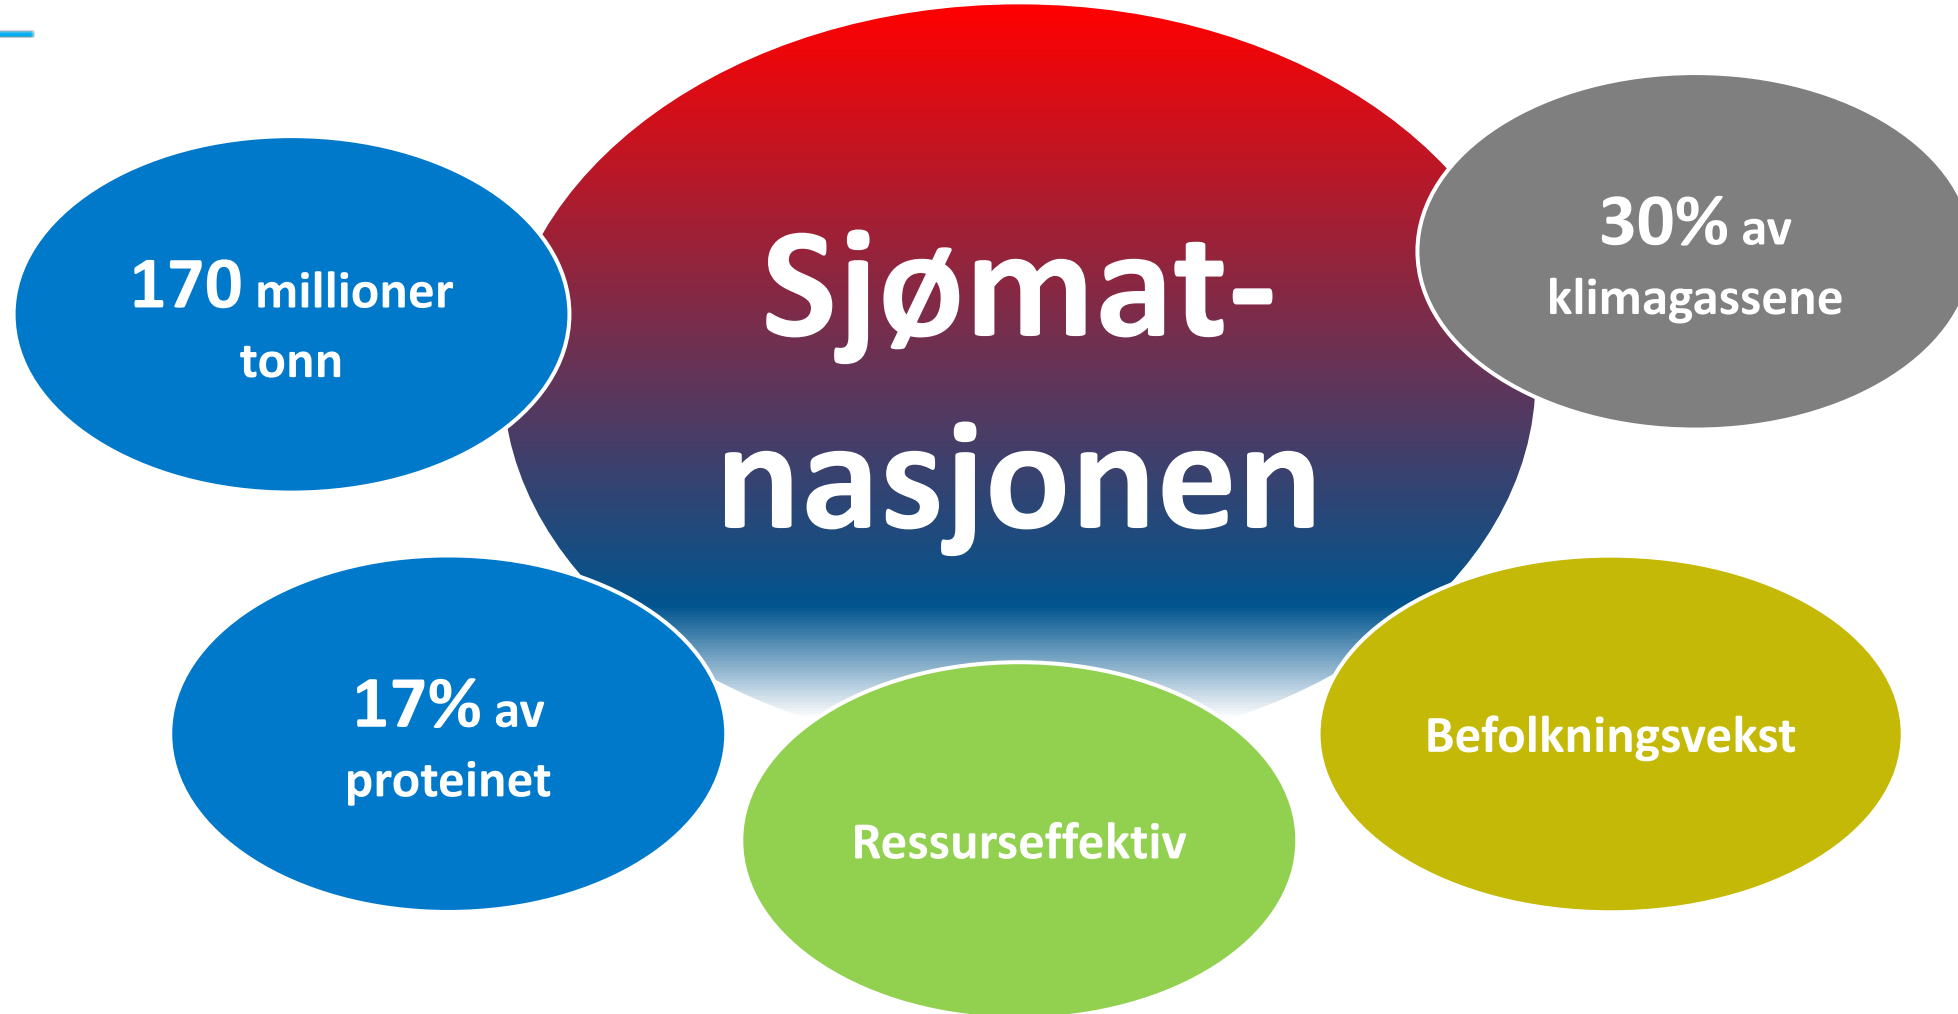 Sjømat-
nasjonen
170 millioner
tonn
17% av
proteinet
Ressurseffektiv
Befolkningsvekst
30% av
klimagassene